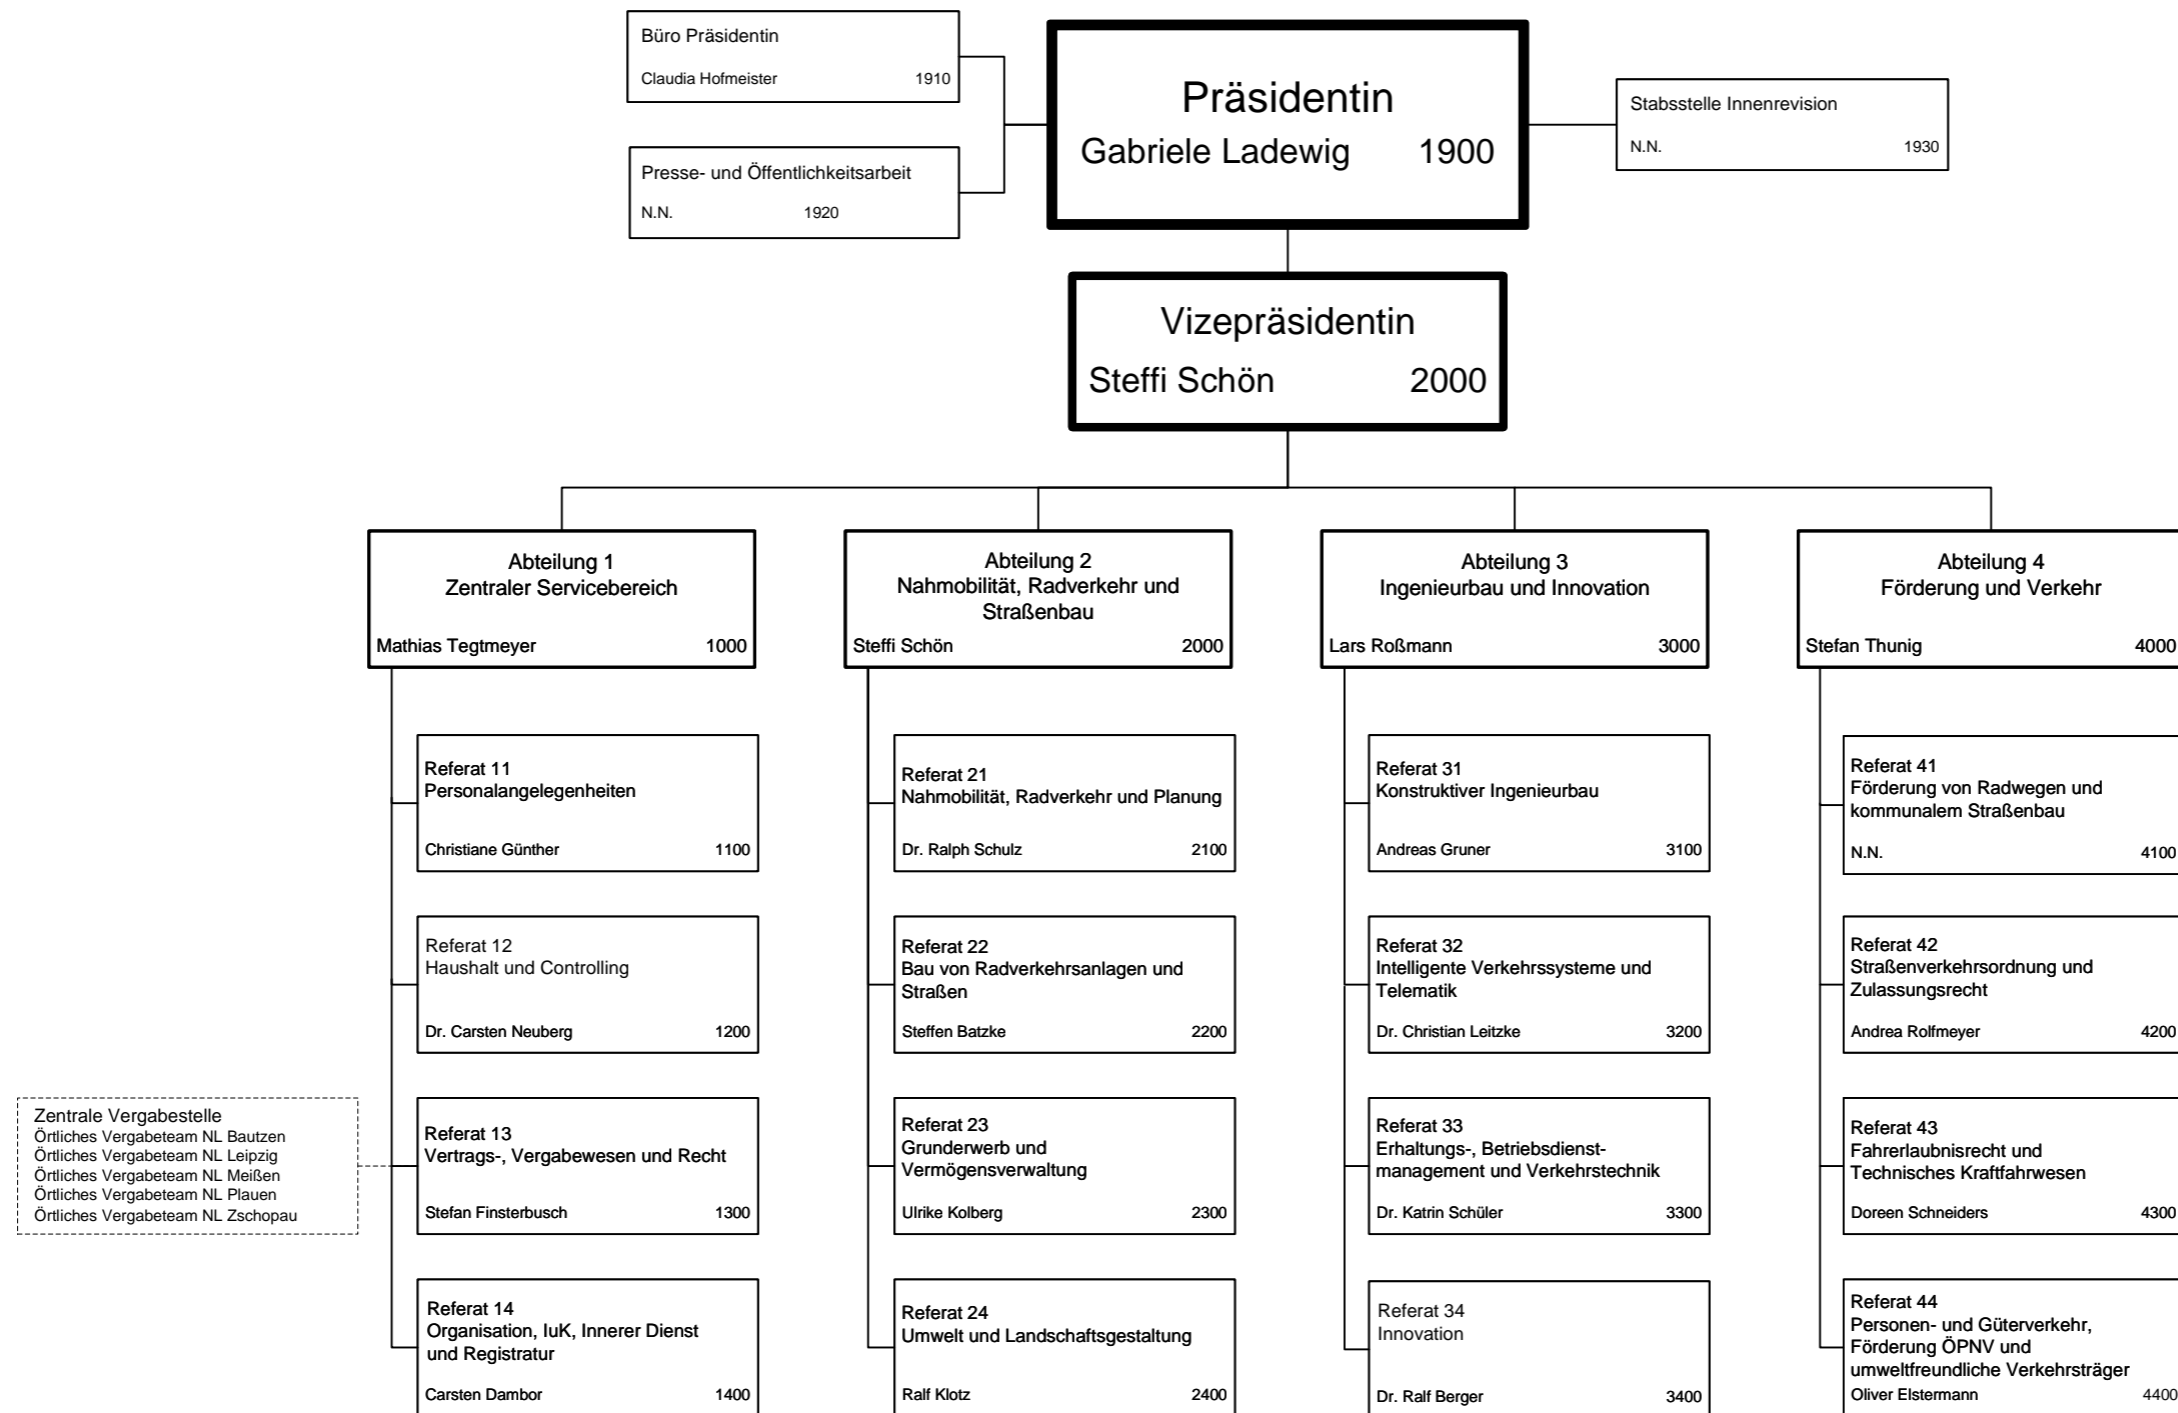 Büro Präsidentin
Claudia Hofmeister 1910
Presse- und Öffentlichkeitsarbeit
N.N. 1920
Präsidentin
Gabriele Ladewig 1900
Stabsstelle Innenrevision
N.N. 1930
Vizepräsidentin
Steffi Schön 2000
Abteilung 1
Zentraler Servicebereich
Mathias Tegtmeyer 1000
Referat 11
Personalangelegenheiten
Christiane Günther 1100
Referat 12
Haushalt und Controlling
Dr. Carsten Neuberg 1200
Zentrale Vergabestelle
Örtliches Vergabeteam NL Bautzen
Örtliches Vergabeteam NL Leipzig
Örtliches Vergabeteam NL Meißen
Örtliches Vergabeteam NL Plauen
Örtliches Vergabeteam NL Zschopau
Referat 13
Vertrags-, Vergabewesen und Recht
Stefan Finsterbusch 1300
Referat 14
Organisation, IuK, Innerer Dienst
und Registratur
Carsten Dambor 1400
Abteilung 2
Nahmobilität, Radverkehr und
Straßenbau
Steffi Schön 2000
Referat 21
Nahmobilität, Radverkehr und Planung
Dr. Ralph Schulz 2100
Referat 22
Bau von Radverkehrsanlagen und
Straßen
Steffen Batzke 2200
Referat 23
Grunderwerb und
Vermögensverwaltung
Ulrike Kolberg 2300
Referat 24
Umwelt und Landschaftsgestaltung
Ralf Klotz 2400
Abteilung 3
Ingenieurbau und Innovation
Lars Roßmann 3000
Referat 31
Konstruktiver Ingenieurbau
Andreas Gruner 3100
Referat 32
Intelligente Verkehrssysteme und
Telematik
Dr. Christian Leitzke 3200
Referat 33
Erhaltungs-, Betriebsdienst-
management und Verkehrstechnik
Dr. Katrin Schüler 3300
Referat 34
Innovation
Dr. Ralf Berger 3400
Abteilung 4
Förderung und Verkehr
Stefan Thunig 4000
Referat 41
Förderung von Radwegen und
kommunalem Straßenbau
N.N. 4100
Referat 42
Straßenverkehrsordnung und
Zulassungsrecht
Andrea Rolfmeyer 4200
Referat 43
Fahrerlaubnisrecht und
Technisches Kraftfahrwesen
Doreen Schneiders 4300
Referat 44
Personen- und Güterverkehr,
Förderung ÖPNV und
umweltfreundliche Verkehrsträger
Oliver Elstermann 4400